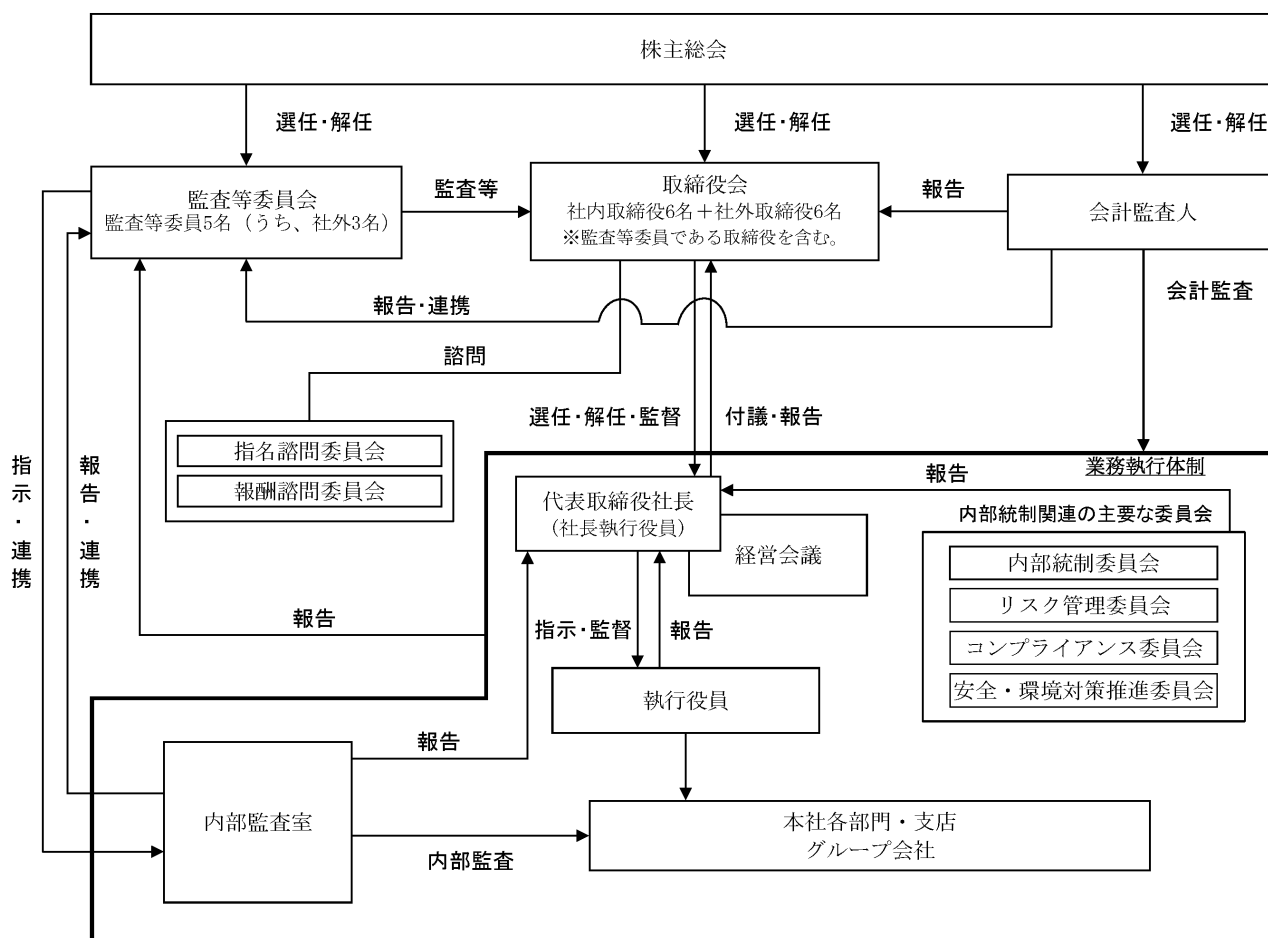 株主総会
選任・解任
選任・解任
選任・解任
監査等委員会
監査等委員5名（うち、社外3名）
監査等
取締役会
社内取締役6名＋社外取締役6名
※監査等委員である取締役を含む。
報告
会計監査人
報告・連携
会計監査
諮問
選任・解任・監督
付議・報告
指名諮問委員会
報酬諮問委員会
指示・連携
報告・連携
業務執行体制
報告
代表取締役社長
（社長執行役員）
経営会議
内部統制関連の主要な委員会
内部統制委員会
リスク管理委員会
コンプライアンス委員会
安全・環境対策推進委員会
報告
指示・監督
報告
執行役員
報告
内部監査室
内部監査
本社各部門・支店
グループ会社